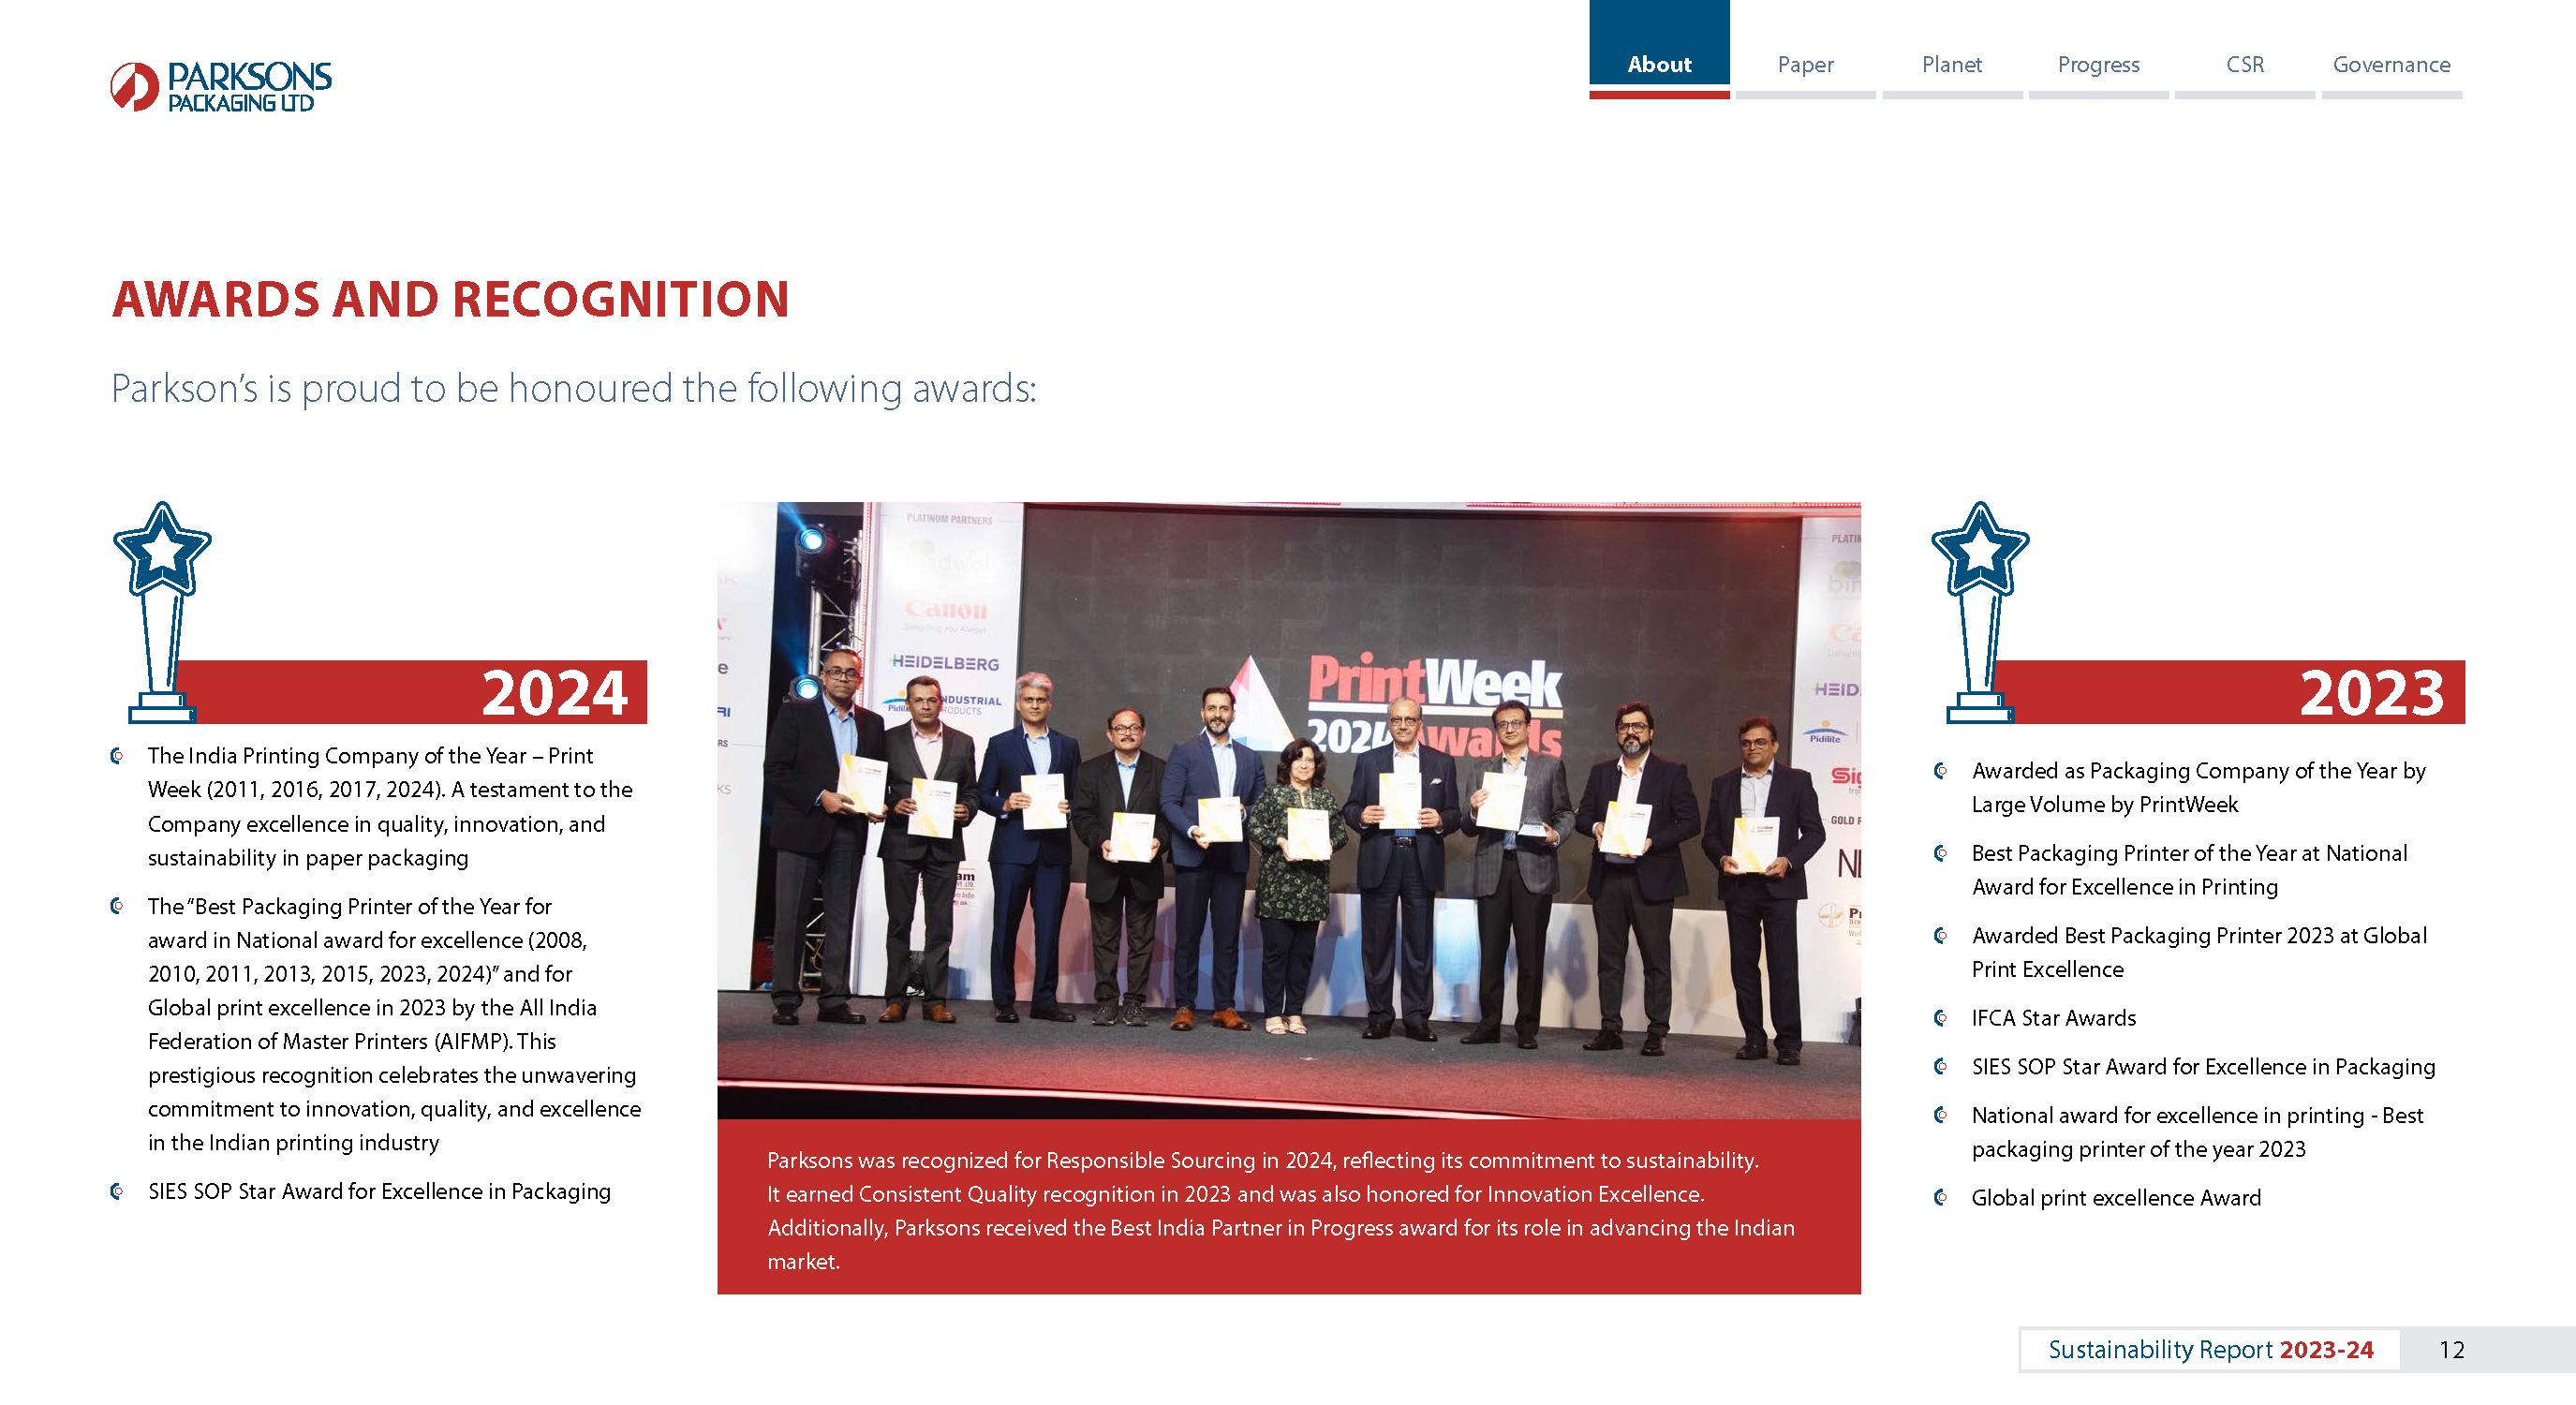 PARKSONS
PACKAGING LTD
About
Paper
Planet
Progress
CSR
Governance
AWARDS AND RECOGNITION
Parkson’s is proud to be honoured the following awards:
2024
The India Printing Company of the Year – Print
Week (2011, 2016, 2017, 2024). A testament to the
Company excellence in quality, innovation, and
sustainability in paper packaging
The “Best Packaging Printer of the Year for
award in National award for excellence (2008,
2010, 2011, 2013, 2015, 2023, 2024)” and for
Global print excellence in 2023 by the All India
Federation of Master Printers (AIFMP). This
prestigious recognition celebrates the unwavering
commitment to innovation, quality, and excellence
in the Indian printing industry
SIES SOP Star Award for Excellence in Packaging
PLATINUM PARTNERS
Canon
HEIDELBERG
Pidilite
INDUSTRIAL
PRODUCTS
PrintWeek
2024 Awards
HEID
Pidilite
GOLD
Parksons was recognized for Responsible Sourcing in 2024, reflecting its commitment to sustainability.
It earned Consistent Quality recognition in 2023 and was also honored for Innovation Excellence.
Additionally, Parksons received the Best India Partner in Progress award for its role in advancing the Indian
market.
2023
Awarded as Packaging Company of the Year by
Large Volume by PrintWeek
Best Packaging Printer of the Year at National
Award for Excellence in Printing
Awarded Best Packaging Printer 2023 at Global
Print Excellence
IFCA Star Awards
SIES SOP Star Award for Excellence in Packaging
National award for excellence in printing - Best
packaging printer of the year 2023
Global print excellence Award
Sustainability Report 2023-24
12